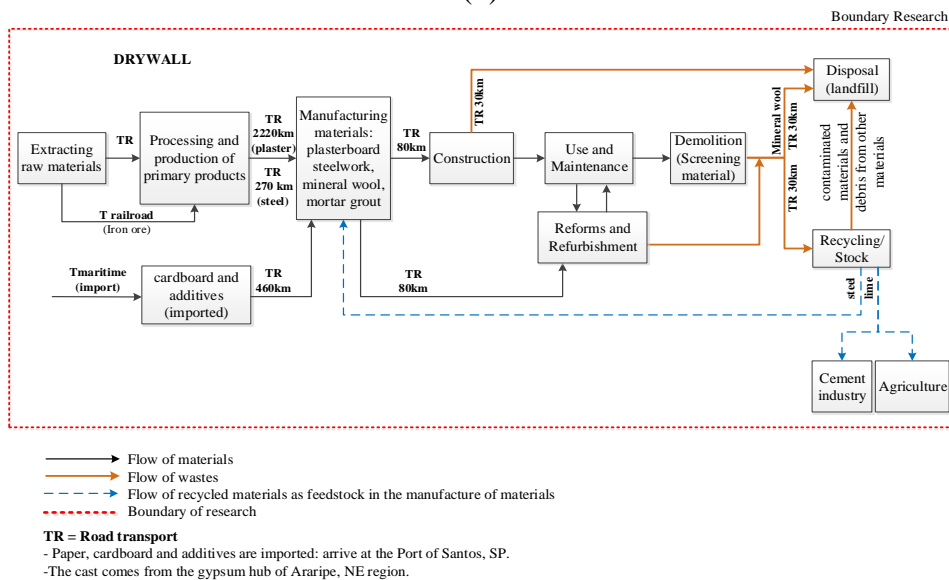 Boundary Research
DRYWALL
Extracting
raw materials
TR
Processing and
production of
primary products
T railroad
(Iron ore)
TR
2220km
(plaster)
TR
270 km
(steel)
Manufacturing
materials:
plasterboard
steelwork,
mineral wool,
mortar grout
TR
80km
Construction
TR 30km
Use and
Maintenance
Demolition
(Screening
material)
Mineral wool
TR 30km
TR 30km
Disposal
(landfill)
contaminated
materials and
debris from other
materials
Reforms and
Refurbishment
Recycling/
Stock
Tmaritime
(import)
cardboard and
additives
(imported)
TR
460km
TR
80km
steel
lime
Cement
industry
Agriculture
Flow of materials
Flow of wastes
Flow of recycled materials as feedstock in the manufacture of materials
Boundary of research
TR = Road transport
- Paper, cardboard and additives are imported: arrive at the Port of Santos, SP.
-The cast comes from the gypsum hub of Araripe, NE region.